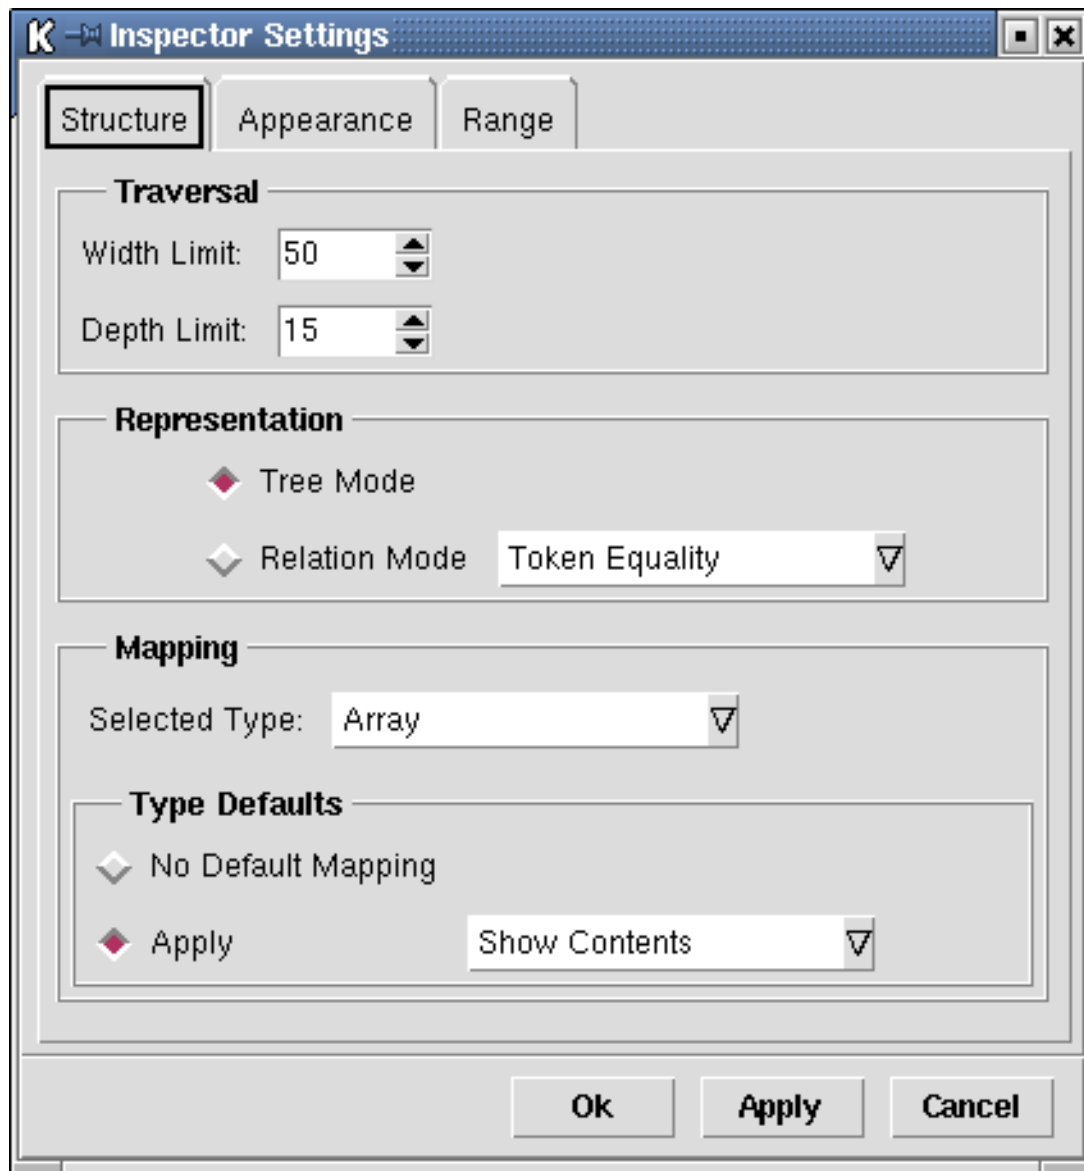 K Inspector Settings
Structure Appearance Range
Traversal
Width Limit: 50
Depth Limit: 15
Representation
Tree Mode
Relation Mode Token Equality
Mapping
Selected Type: Array
Type Defaults
No Default Mapping
Apply Show Contents
Ok Apply Cancel